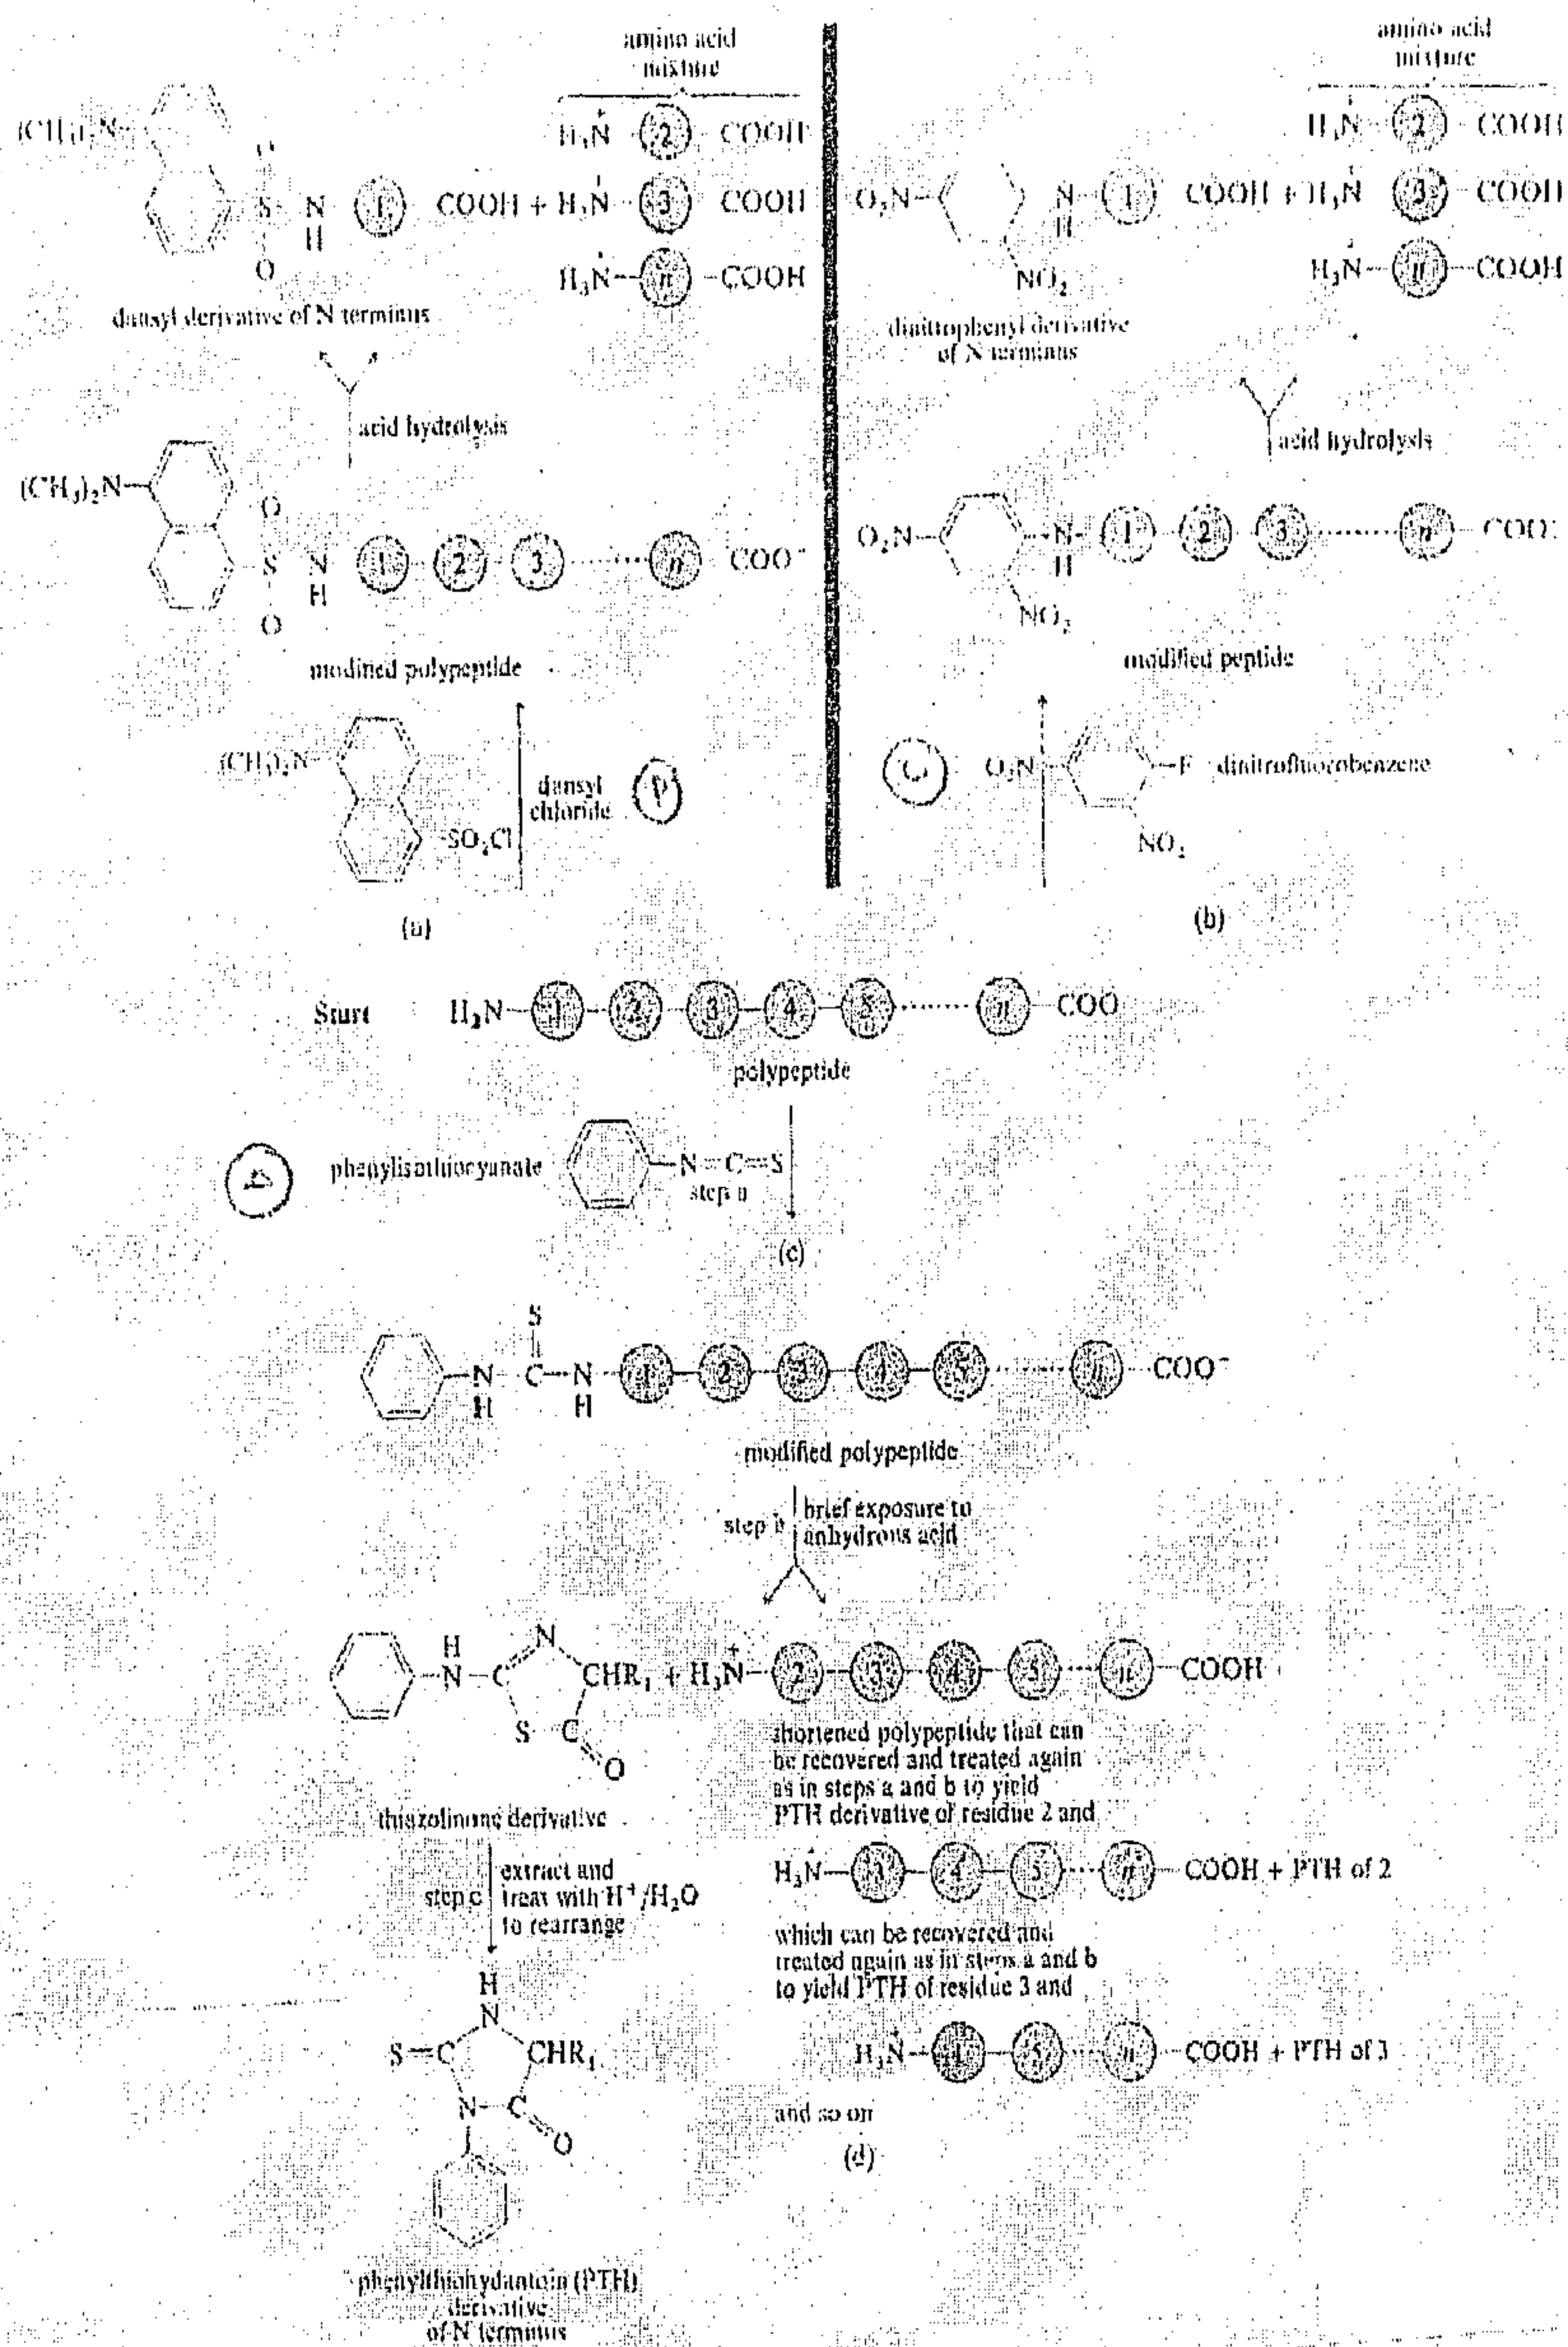 amino acid
mixture
H₃N⁺ 2 COOH
(CH₃)₂N
S N 1 COOH + H₃N⁺ 3 COOH
H
O
H₃N⁺ n COOH
dansyl derivative of N terminus
acid hydrolysis
(CH₃)₂N
O
S N 1 2 3 n COO⁻
H
O
modified polypeptide
(CH₃)₂N
dansyl
chloride
SO₂Cl
(a)
amino acid
mixture
H₃N⁺ 2 COOH
O₂N N 1 COOH + H₃N⁺ 3 COOH
H
NO₂ H₃N⁺ n COOH
dinitrophenyl derivative
of N terminus
acid hydrolysis
O₂N N 1 2 3 n COO⁻
H
NO₂
modified peptide
O₂N F dinitrofluorobenzene
NO₂
(b)
Start H₂N 1 2 3 4 5 n COO
polypeptide
phenylisothiocyanate N=C=S
step a
(c)
S
N C N 1 2 3 4 5 n COO⁻
H H
modified polypeptide
step b brief exposure to
anhydrous acid
H N
N C CHR₁ + H₃N⁺ 2 3 4 5 n COOH
S C
O
thiazolinone derivative
shortened polypeptide that can
be recovered and treated again
as in steps a and b to yield
PTH derivative of residue 2 and
H₃N⁺ 3 4 5 n COOH + PTH of 2
which can be recovered and
treated again as in steps a and b
to yield PTH of residue 3 and
H₃N⁺ 4 5 n COOH + PTH of 3
and so on
(d)
extract and
step c treat with H⁺/H₂O
to rearrange
H
N
S=C CHR₁
N C
O
phenylthiohydantoin (PTH)
derivative
of N terminus